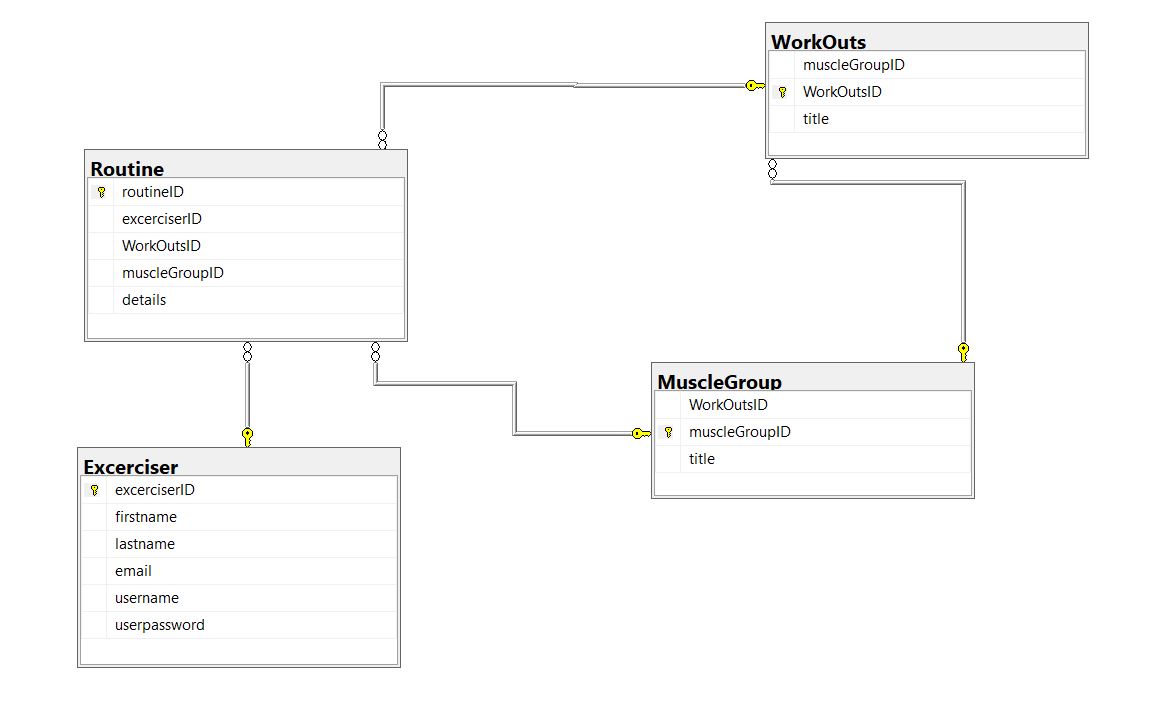 WorkOuts
muscleGroupID
WorkOutsID
title
Routine
routineID
excerciserID
WorkOutsID
muscleGroupID
details
MuscleGroup
WorkOutsID
muscleGroupID
title
Excerciser
excerciserID
firstname
lastname
email
username
userpassword